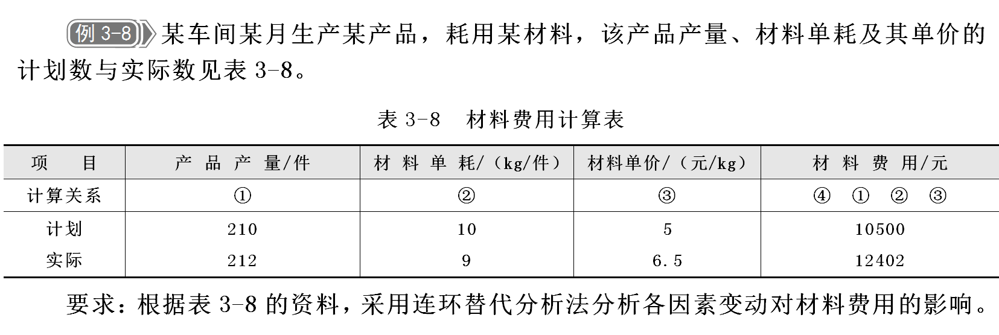 例 3-8 某车间某月生产某产品，耗用某材料，该产品产量、材料单耗及其单价的
计划数与实际数见表 3-8。
表 3-8 材料费用计算表
项 目 产 品 产 量/件 材 料 单 耗/（kg/件） 材料单价/（元/kg） 材 料 费 用/元
计算关系 ① ② ③ ④ ① ② ③
计划 210 10 5 10500
实际 212 9 6.5 12402
要求：根据表 3-8 的资料，采用连环替代分析法分析各因素变动对材料费用的影响。